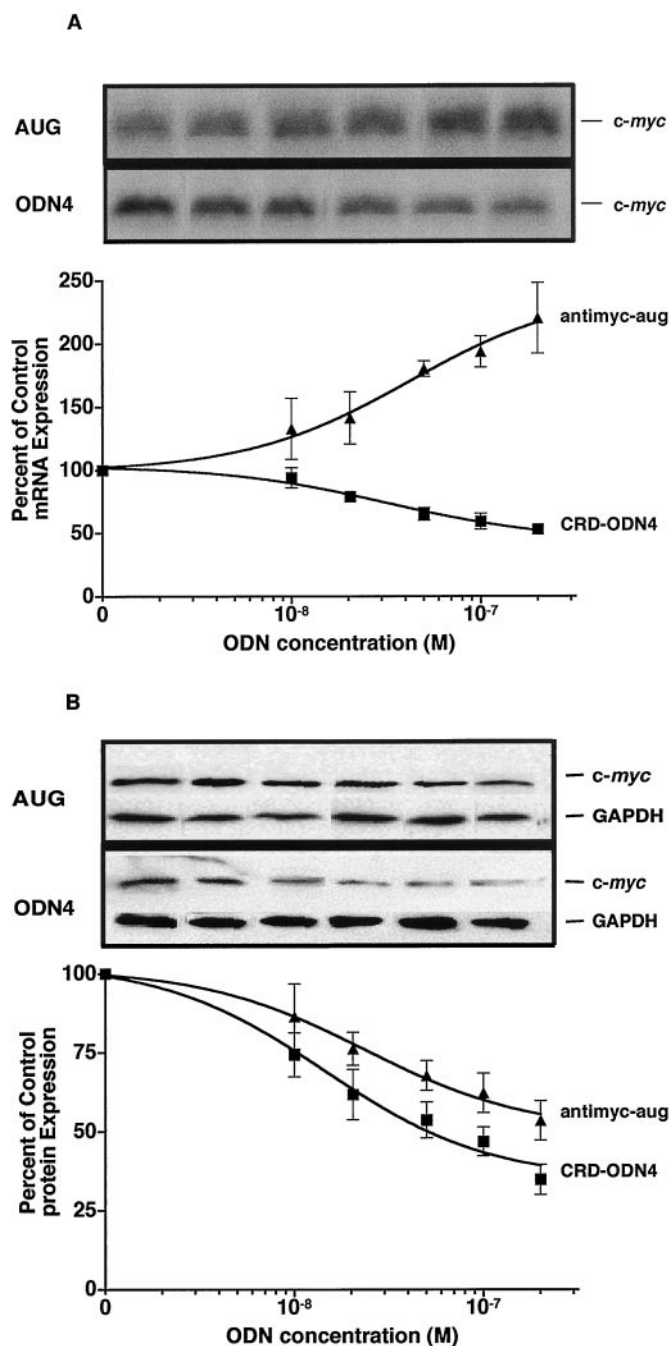 A
AUG
c-myc
ODN4
c-myc
250
200
150
100
50
0
Percent of Control
mRNA Expression
antimyc-aug
CRD-ODN4
0
10-8
10-7
ODN concentration (M)
B
AUG
c-myc
GAPDH
ODN4
c-myc
GAPDH
100
75
50
25
0
Percent of Control
protein Expression
antimyc-aug
CRD-ODN4
0
10-8
10-7
ODN concentration (M)